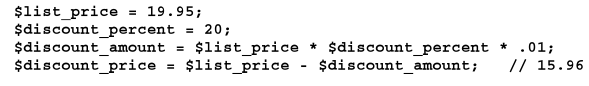 $list_price = 19.95;
$discount_percent = 20;
$discount_amount = $list_price * $discount_percent * .01;
$discount_price = $list_price - $discount_amount;   // 15.96